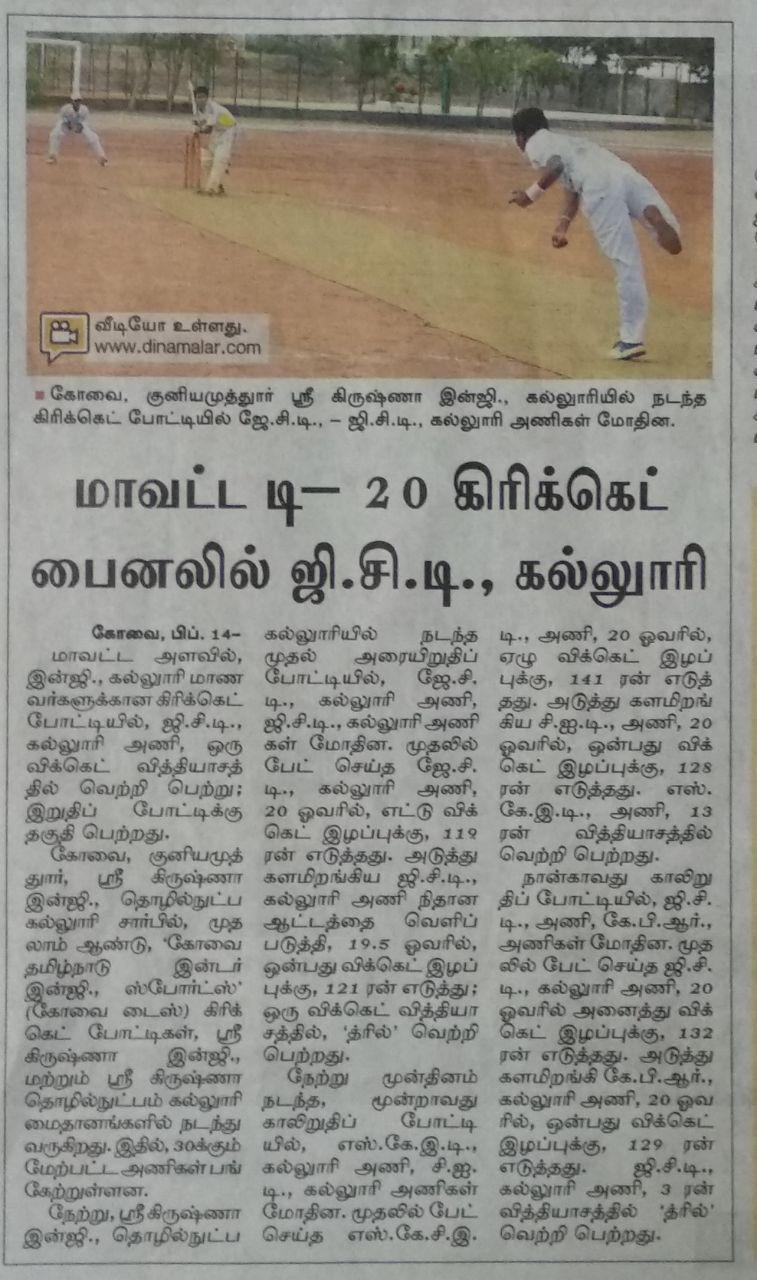 வீடியோ உள்ளது.
www.dinamalar.com
கோவை, குனியமுத்தூர் ஸ்ரீ கிருஷ்ணா இன்ஜி., கல்லூரியில் நடந்த
கிரிக்கெட் போட்டியில் ஜே.சி.டி., – ஜி.சி.டி., கல்லூரி அணிகள் மோதின.
மாவட்ட டி– 20 கிரிக்கெட்
பைனலில் ஜி.சி.டி., கல்லூரி
கோவை, பிப். 14–
மாவட்ட அளவில்,
இன்ஜி., கல்லூரி மாண
வர்களுக்கான கிரிக்கெட்
போட்டியில், ஜி.சி.டி.,
கல்லூரி அணி, ஒரு
விக்கெட் வித்தியாசத்
தில் வெற்றி பெற்று;
இறுதிப் போட்டிக்கு
தகுதி பெற்றது.
கோவை, குனியமுத்
தூர், ஸ்ரீ கிருஷ்ணா
இன்ஜி., தொழில்நுட்ப
கல்லூரி சார்பில், முத
லாம் ஆண்டு, 'கோவை
தமிழ்நாடு இன்டர்
இன்ஜி., ஸ்போர்ட்ஸ்'
(கோவை டைஸ்) கிரிக்
கெட் போட்டிகள், ஸ்ரீ
கிருஷ்ணா இன்ஜி.,
மற்றும் ஸ்ரீ கிருஷ்ணா
தொழில்நுட்பம் கல்லூரி
மைதானங்களில் நடந்து
வருகிறது. இதில், 30க்கும்
மேற்பட்ட அணிகள் பங்
கேற்றுள்ளன.
நேற்று, ஸ்ரீ கிருஷ்ணா
இன்ஜி., தொழில்நுட்ப
கல்லூரியில் நடந்த
முதல் அரையிறுதிப்
போட்டியில், ஜே.சி.
டி., கல்லூரி அணி,
ஜி.சி.டி., கல்லூரி அணி
கள் மோதின. முதலில்
பேட் செய்த ஜே.சி.
டி., கல்லூரி அணி,
20 ஓவரில், எட்டு விக்
கெட் இழப்புக்கு, 119
ரன் எடுத்தது. அடுத்து
களமிறங்கிய ஜி.சி.டி.,
கல்லூரி அணி நிதான
ஆட்டத்தை வெளிப்
படுத்தி, 19.5 ஓவரில்,
ஒன்பது விக்கெட் இழப்
புக்கு, 121 ரன் எடுத்து;
ஒரு விக்கெட் வித்தியா
சத்தில், 'த்ரில்' வெற்றி
பெற்றது.
நேற்று முன்தினம்
நடந்த, மூன்றாவது
காலிறுதிப் போட்டி
யில், எஸ்.கே.இ.டி.,
கல்லூரி அணி, சி.ஐ.
டி., கல்லூரி அணிகள்
மோதின. முதலில் பேட்
செய்த எஸ்.கே.சி.இ.
டி., அணி, 20 ஓவரில்,
ஏழு விக்கெட் இழப்
புக்கு, 141 ரன் எடுத்
தது. அடுத்து களமிறங்
கிய சி.ஐ.டி., அணி, 20
ஓவரில், ஒன்பது விக்
கெட் இழப்புக்கு, 128
ரன் எடுத்தது. எஸ்.
கே.இ.டி., அணி, 13
ரன் வித்தியாசத்தில்
வெற்றி பெற்றது.
நான்காவது காலிறு
திப் போட்டியில், ஜி.சி.
டி., அணி, கே.பி.ஆர்.,
அணிகள் மோதின. முத
லில் பேட் செய்த ஜி.சி.
டி., கல்லூரி அணி, 20
ஓவரில் அனைத்து விக்
கெட் இழப்புக்கு, 132
ரன் எடுத்தது. அடுத்து
களமிறங்கி கே.பி.ஆர்.,
கல்லூரி அணி, 20 ஓவ
ரில், ஒன்பது விக்கெட்
இழப்புக்கு, 129 ரன்
எடுத்தது. ஜி.சி.டி.,
கல்லூரி அணி, 3 ரன்
வித்தியாசத்தில் 'த்ரில்'
வெற்றி பெற்றது.